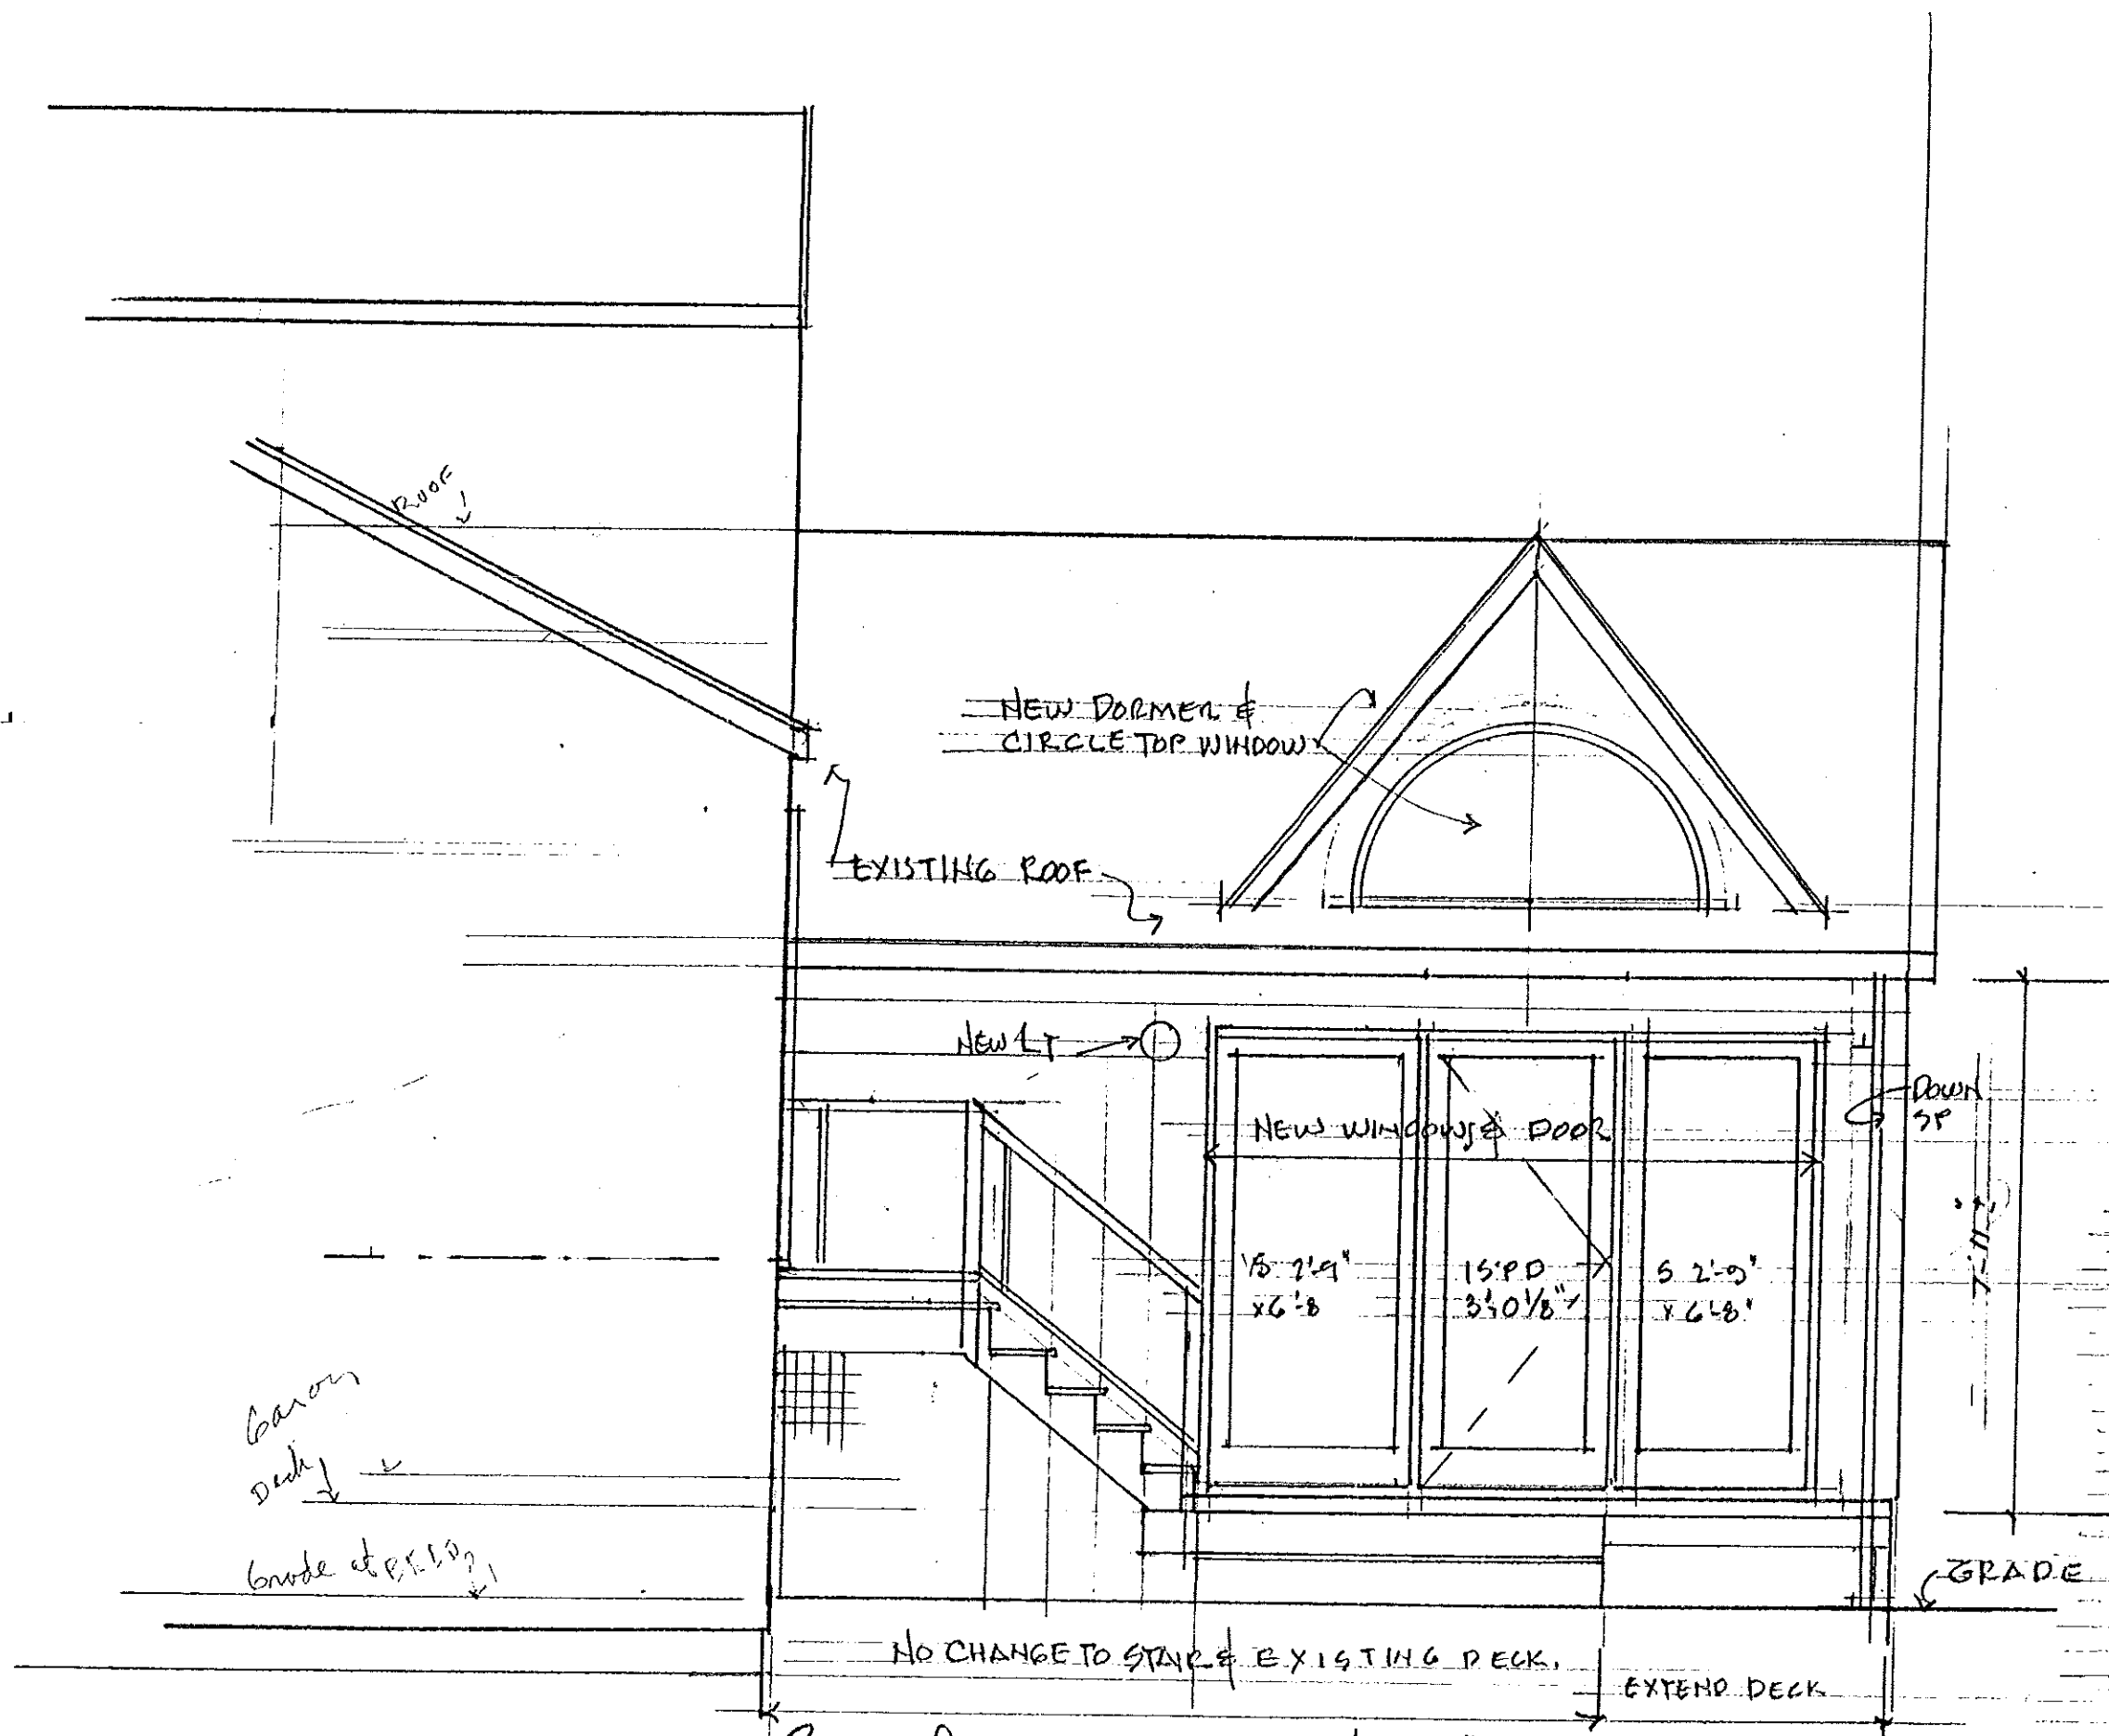 ROOF
NEW DORMER &
CIRCLE TOP WINDOW
EXISTING ROOF
NEW LT
DOWN
SP
NEW WINDOWS & DOOR
7'-11"
2'-9"
x 6'-8
15 PD
3'-0 1/8"
S 2'-9"
x 6'-8"
Deck
Grade at
GRADE
NO CHANGE TO STAIR & EXISTING DECK.
EXTEND DECK